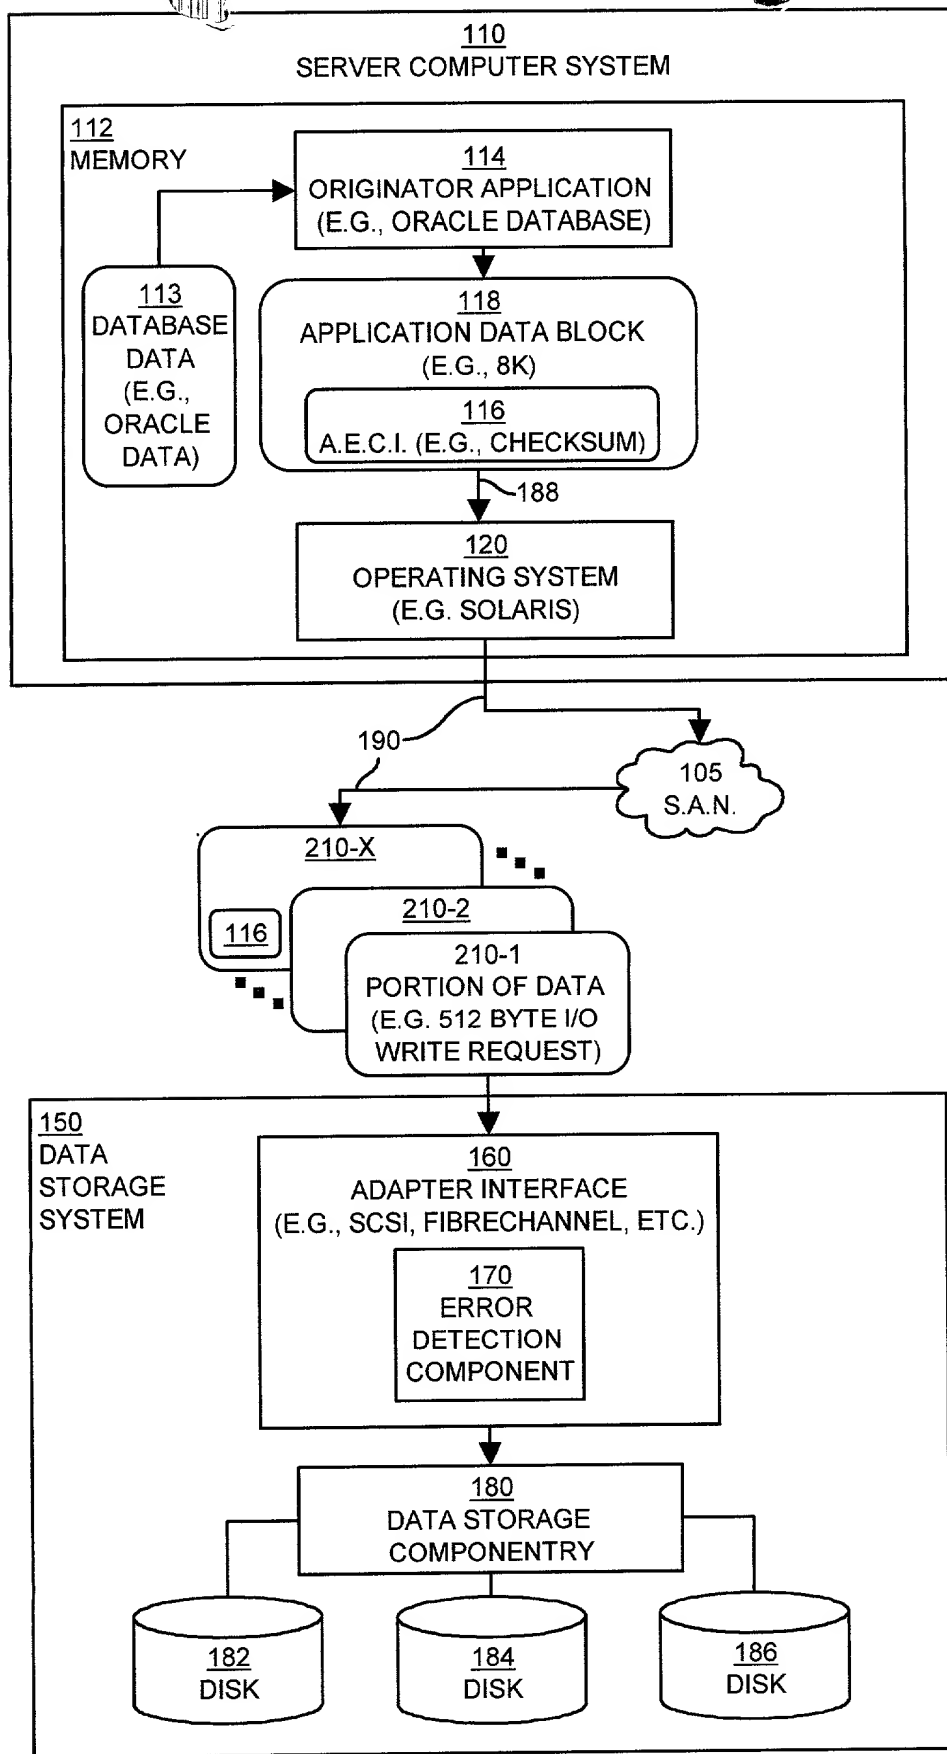 110
SERVER COMPUTER SYSTEM
112
MEMORY
114
ORIGINATOR APPLICATION
(E.G., ORACLE DATABASE)
113
DATABASE
DATA
(E.G.,
ORACLE
DATA)
118
APPLICATION DATA BLOCK
(E.G., 8K)
116
A.E.C.I. (E.G., CHECKSUM)
188
120
OPERATING SYSTEM
(E.G. SOLARIS)
190
105
S.A.N.
210-X
116
210-2
210-1
PORTION OF DATA
(E.G. 512 BYTE I/O
WRITE REQUEST)
150
DATA
STORAGE
SYSTEM
160
ADAPTER INTERFACE
(E.G., SCSI, FIBRECHANNEL, ETC.)
170
ERROR
DETECTION
COMPONENT
180
DATA STORAGE
COMPONENTRY
182
DISK
184
DISK
186
DISK